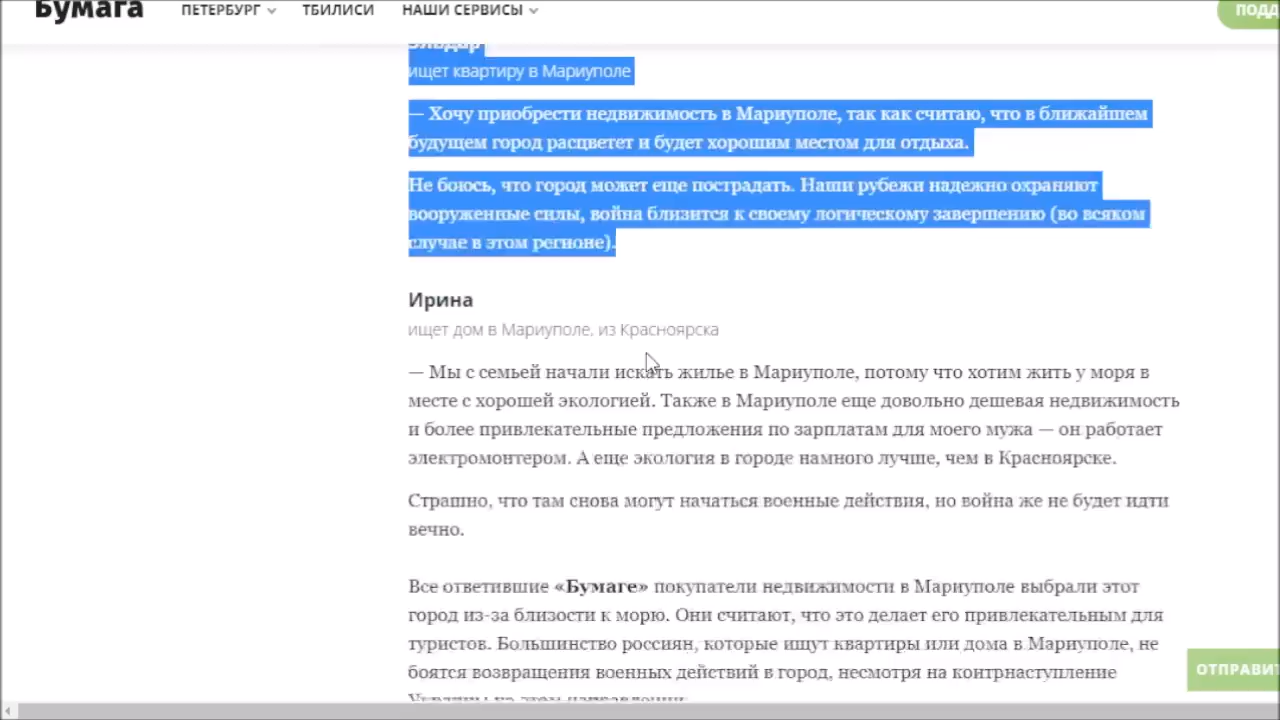 Бумага
ПЕТЕРБУРГ
ТБИЛИСИ
НАШИ СЕРВИСЫ
ПОДД
ищет квартиру в Мариуполе
— Хочу приобрести недвижимость в Мариуполе, так как считаю, что в ближайшем
будущем город расцветет и будет хорошим местом для отдыха.
Не боюсь, что город может еще пострадать. Наши рубежи надежно охраняют
вооруженные силы, война близится к своему логическому завершению (во всяком
случае в этом регионе).
Ирина
ищет дом в Мариуполе, из Красноярска
— Мы с семьей начали искать жилье в Мариуполе, потому что хотим жить у моря в
месте с хорошей экологией. Также в Мариуполе еще довольно дешевая недвижимость
и более привлекательные предложения по зарплатам для моего мужа — он работает
электромонтером. А еще экология в городе намного лучше, чем в Красноярске.
Страшно, что там снова могут начаться военные действия, но война же не будет идти
вечно.
Все ответившие «Бумаге» покупатели недвижимости в Мариуполе выбрали этот
город из-за близости к морю. Они считают, что это делает его привлекательным для
туристов. Большинство россиян, которые ищут квартиры или дома в Мариуполе, не
боятся возвращения военных действий в город, несмотря на контрнаступление
ОТПРАВИТ